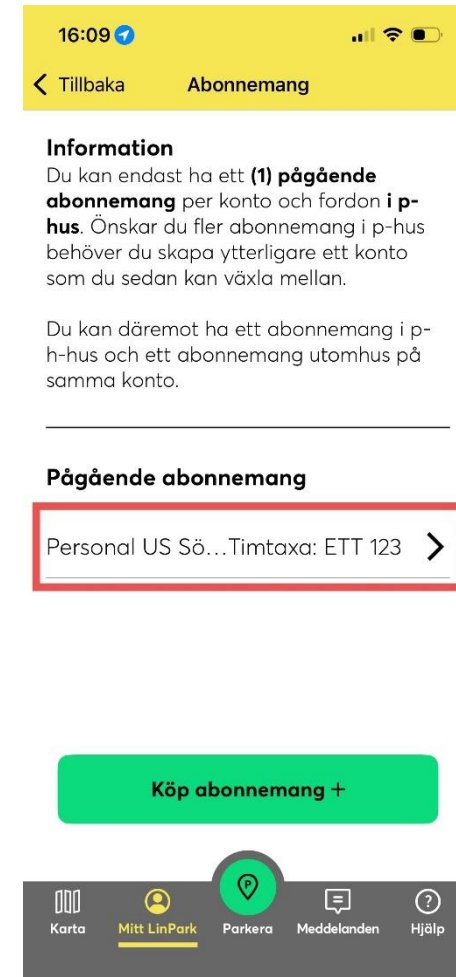 16:09
Tillbaka Abonnemang
Information
Du kan endast ha ett (1) pågående
abonnemang per konto och fordon i p-
hus. Önskar du fler abonnemang i p-hus
behöver du skapa ytterligare ett konto
som du sedan kan växla mellan.
Du kan däremot ha ett abonnemang i p-
h-hus och ett abonnemang utomhus på
samma konto.
Pågående abonnemang
Personal US Sö...Timtaxa: ETT 123
Köp abonnemang +
P
Karta Mitt LinPark Parkera Meddelanden Hjälp